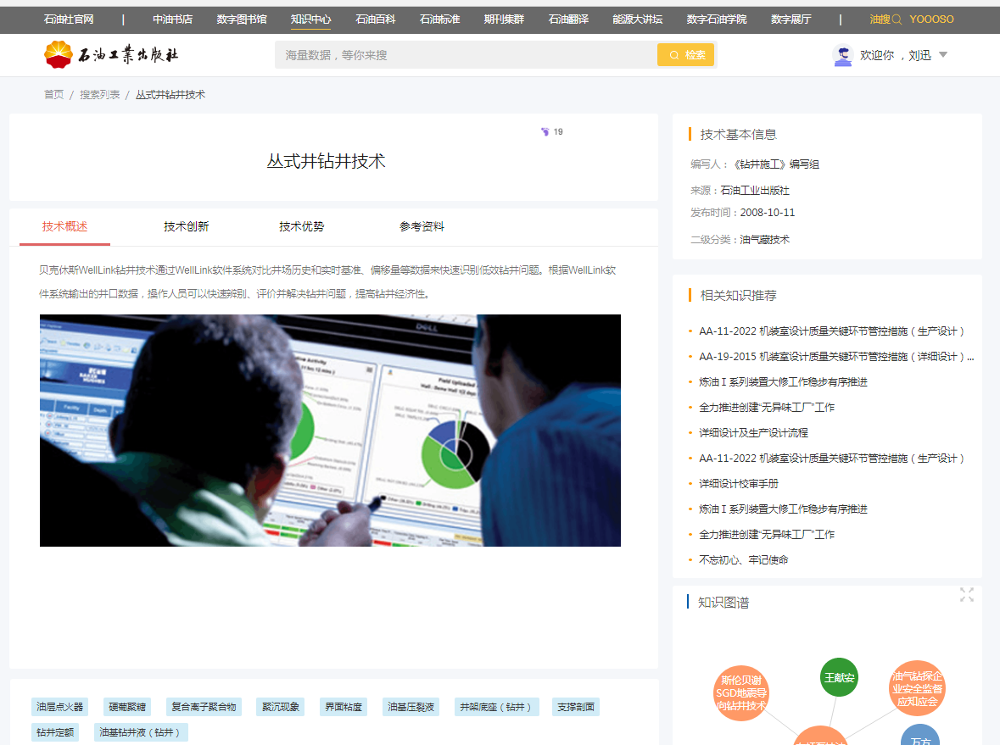 石油社官网 | 中油书店 数字图书馆 知识中心 石油百科 石油标准 期刊集群 石油翻译 能源大讲坛 数字石油学院 数字展厅 | 油搜 YOOOSO
石油工业出版社
海量数据，等你来搜
检索
欢迎你 ，刘迅
首页 / 搜索列表 / 丛式井钻井技术
19
丛式井钻井技术
技术概述 技术创新 技术优势 参考资料
贝克休斯WellLink钻井技术通过WellLink软件系统对比井场历史和实时基准、偏移量等数据来快速识别低效钻井问题。根据WellLink软
件系统输出的井口数据，操作人员可以快速辨别、评价并解决钻井问题，提高钻井经济性。
DELL
BAKER
HUGHES
Facility Depth
Field Uploaded
油层点火器 硬葡聚糖 复合离子聚合物 聚沉现象 界面粘度 油基压裂液 井架底座（钻井） 支撑剖面
钻井定额 油基钻井液（钻井）
技术基本信息
编写人：《钻井施工》编写组
来源：石油工业出版社
发布时间：2008-10-11
二级分类：油气藏技术
相关知识推荐
AA-11-2022 机装室设计质量关键环节管控措施（生产设计）
AA-19-2015 机装室设计质量关键环节管控措施（详细设计）...
炼油 I 系列装置大修工作稳步有序推进
全力推进创建“无异味工厂”工作
详细设计及生产设计流程
AA-11-2022 机装室设计质量关键环节管控措施（生产设计）
详细设计校审手册
炼油 I 系列装置大修工作稳步有序推进
全力推进创建“无异味工厂”工作
不忘初心、牢记使命
知识图谱
斯伦贝谢
SGD地震导
向钻井技术
王献安
油气钻探企
业安全监督
应知应会
万方